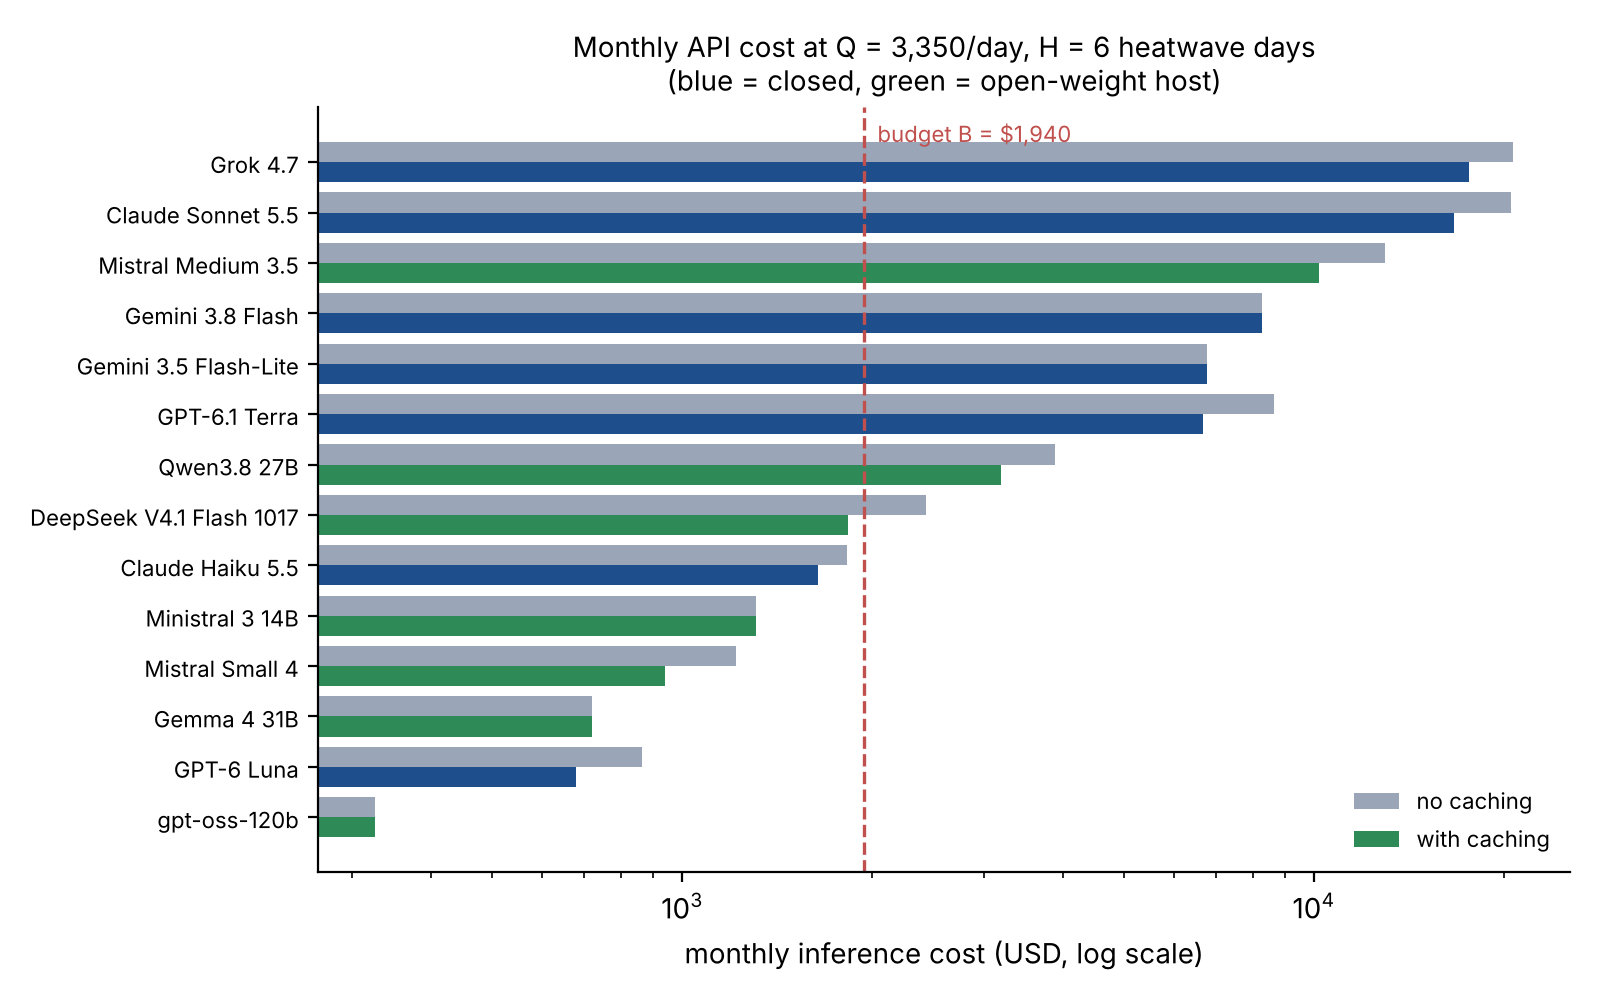 Monthly API cost at Q = 3,350/day, H = 6 heatwave days
(blue = closed, green = open-weight host)
budget B = $1,940
Grok 4.7
Claude Sonnet 5.5
Mistral Medium 3.5
Gemini 3.8 Flash
Gemini 3.5 Flash-Lite
GPT-6.1 Terra
Qwen3.8 27B
DeepSeek V4.1 Flash 1017
Claude Haiku 5.5
Ministral 3 14B
Mistral Small 4
Gemma 4 31B
GPT-6 Luna
gpt-oss-120b
no caching
with caching
10³ 10⁴
monthly inference cost (USD, log scale)